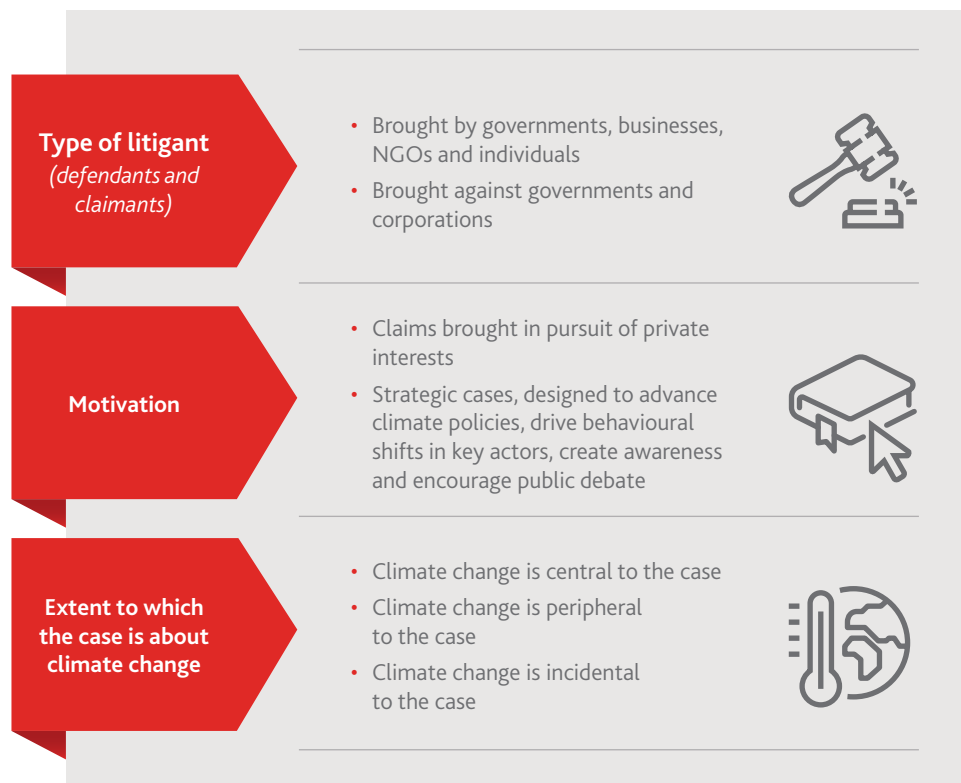 Type of litigant
(defendants and
claimants)
• Brought by governments, businesses,
NGOs and individuals
• Brought against governments and
corporations
Motivation
• Claims brought in pursuit of private
interests
• Strategic cases, designed to advance
climate policies, drive behavioural
shifts in key actors, create awareness
and encourage public debate
Extent to which
the case is about
climate change
• Climate change is central to the case
• Climate change is peripheral
to the case
• Climate change is incidental
to the case